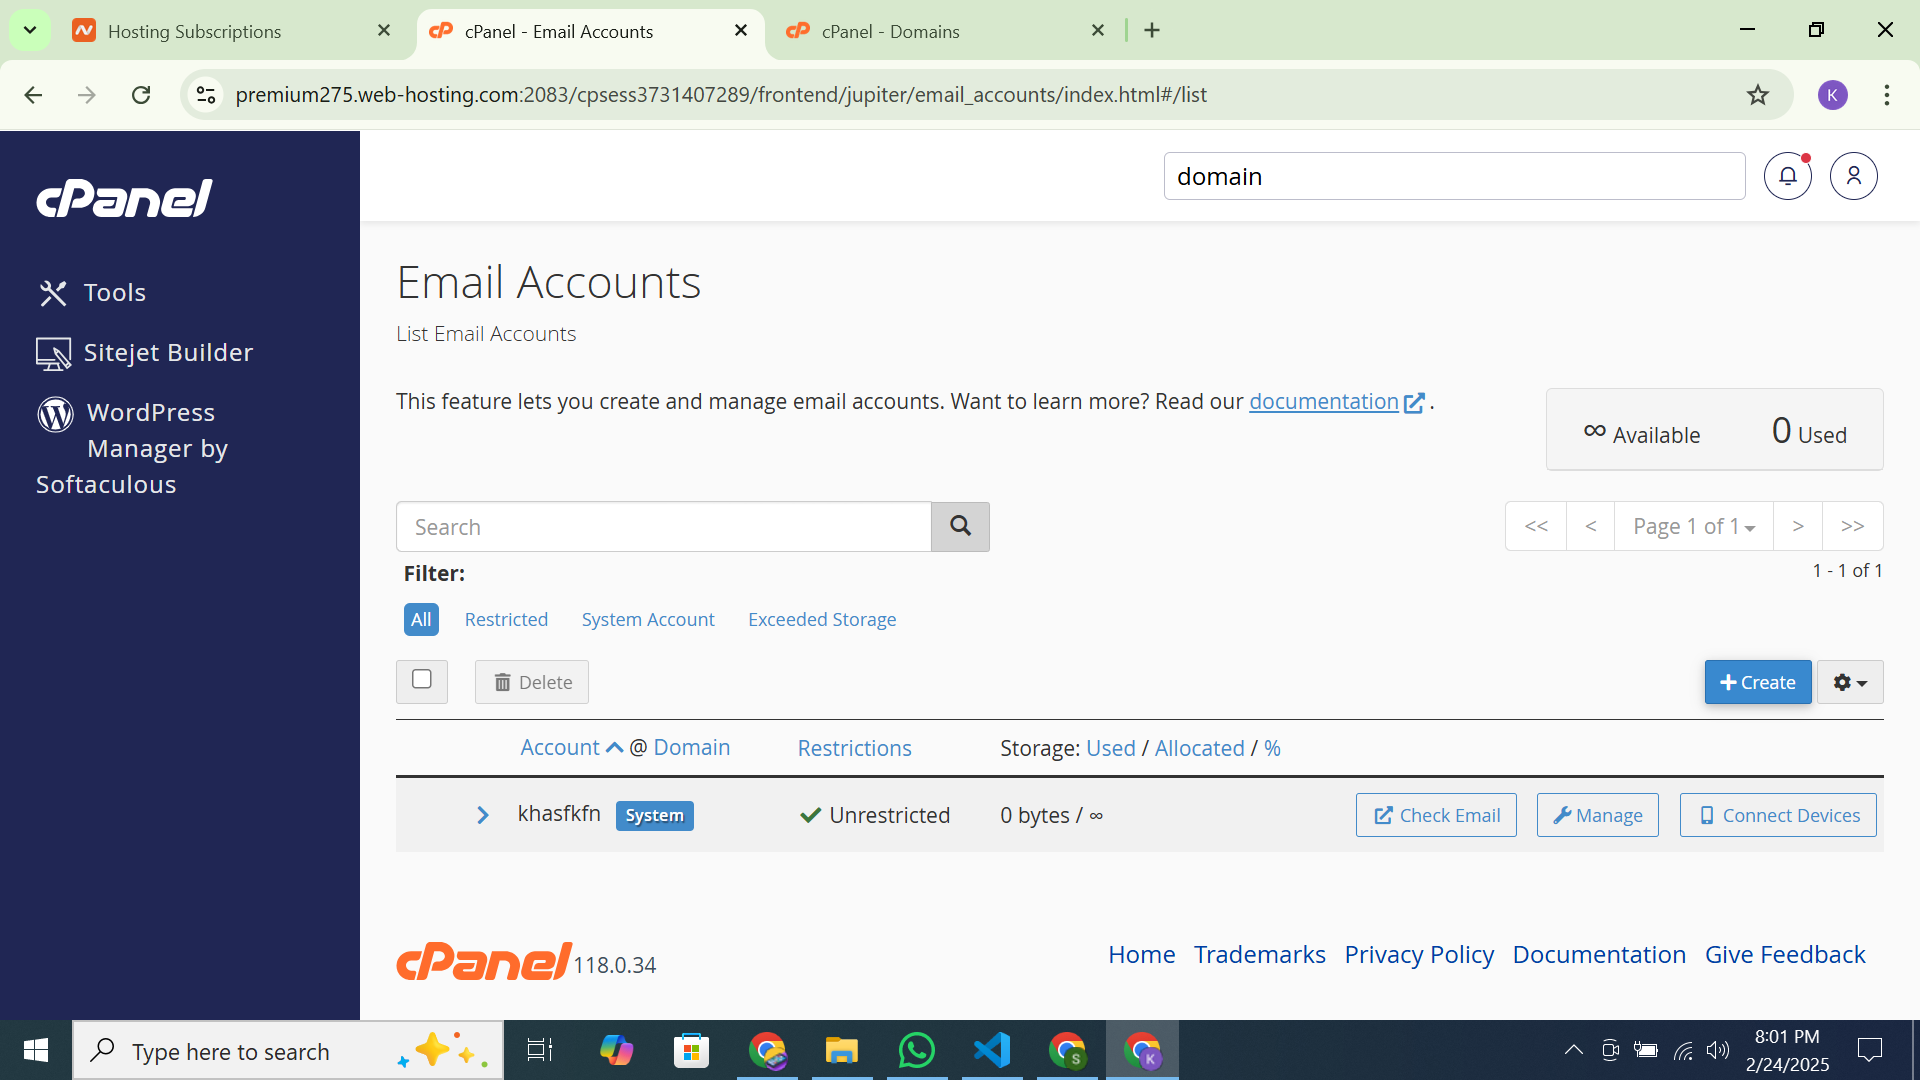 Hosting Subscriptions
cPanel - Email Accounts
cPanel - Domains
premium275.web-hosting.com:2083/cpsess3731407289/frontend/jupiter/email_accounts/index.html#/list
K
cPanel
domain
Tools
Sitejet Builder
WordPress
Manager by
Softaculous
Email Accounts
List Email Accounts
This feature lets you create and manage email accounts. Want to learn more? Read our documentation .
∞ Available 0 Used
Search
<< < Page 1 of 1 > >>
Filter:
1 - 1 of 1
All Restricted System Account Exceeded Storage
Delete
Create
Account @ Domain Restrictions Storage: Used / Allocated / %
khasfkfn System Unrestricted 0 bytes / ∞ Check Email Manage Connect Devices
cPanel 118.0.34
Home Trademarks Privacy Policy Documentation Give Feedback
Type here to search
S
K
8:01 PM
2/24/2025